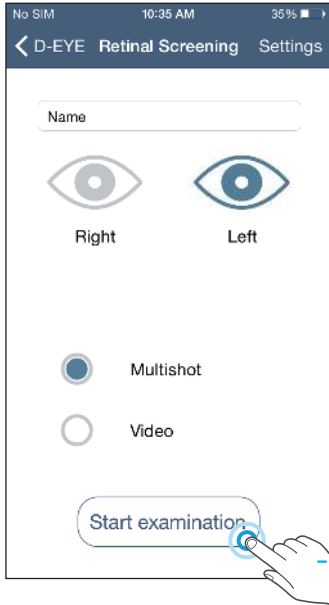 No SIM 10:35 AM 35%
D-EYE Retinal Screening Settings
Name
Right Left
Multishot
Video
Start examination